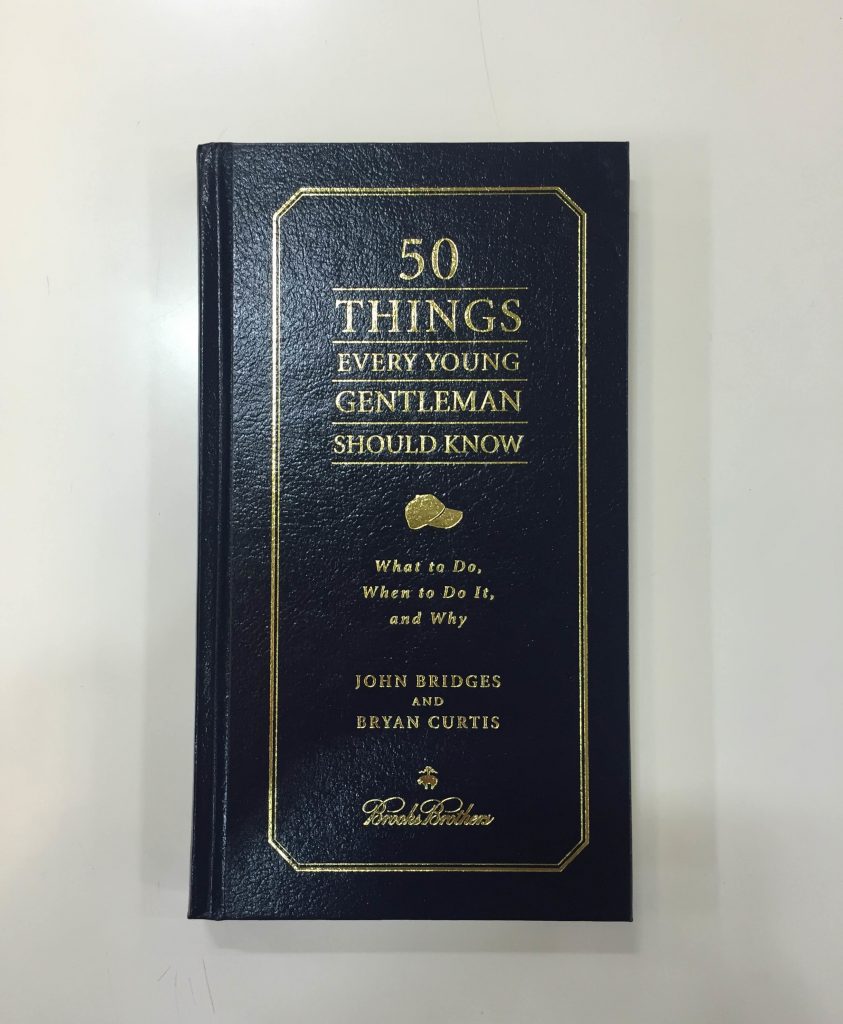 50
THINGS
EVERY YOUNG
GENTLEMAN
SHOULD KNOW
What to Do,
When to Do It,
and Why
JOHN BRIDGES
AND
BRYAN CURTIS
Brooks Brothers